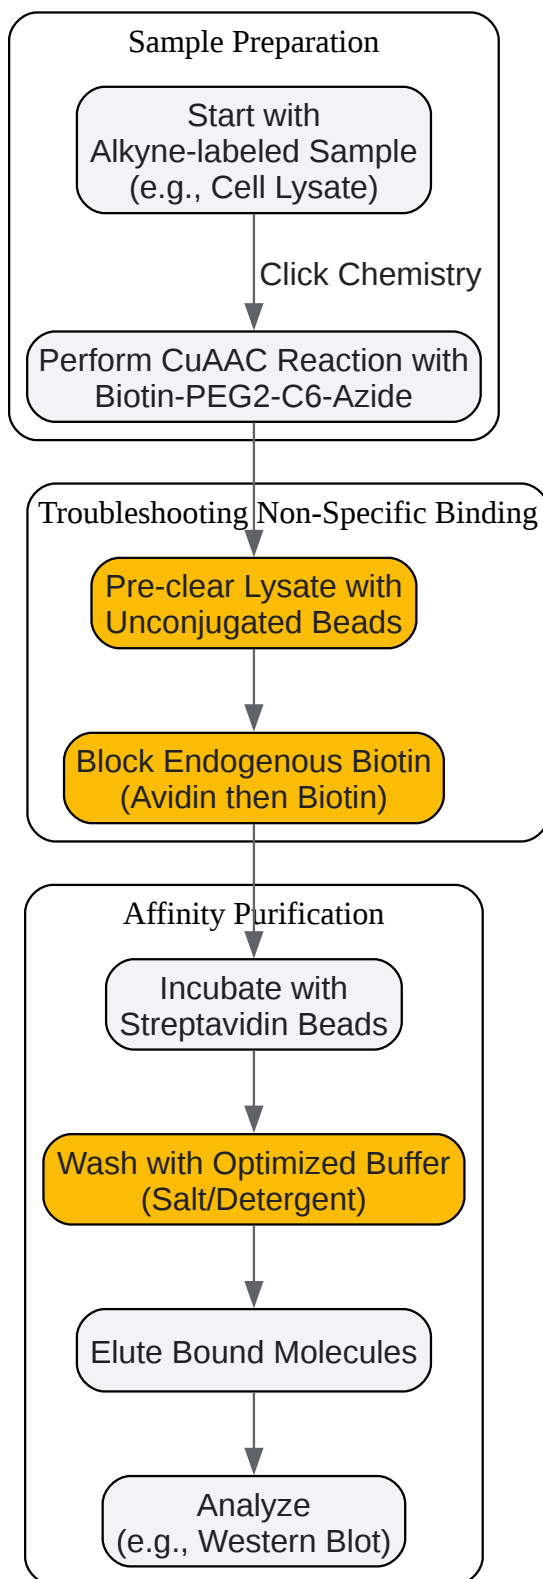 Sample Preparation
Start with
Alkyne-labeled Sample
(e.g., Cell Lysate)
Click Chemistry
Perform CuAAC Reaction with
Biotin-PEG2-C6-Azide
Troubleshooting Non-Specific Binding
Pre-clear Lysate with
Unconjugated Beads
Block Endogenous Biotin
(Avidin then Biotin)
Affinity Purification
Incubate with
Streptavidin Beads
Wash with Optimized Buffer
(Salt/Detergent)
Elute Bound Molecules
Analyze
(e.g., Western Blot)